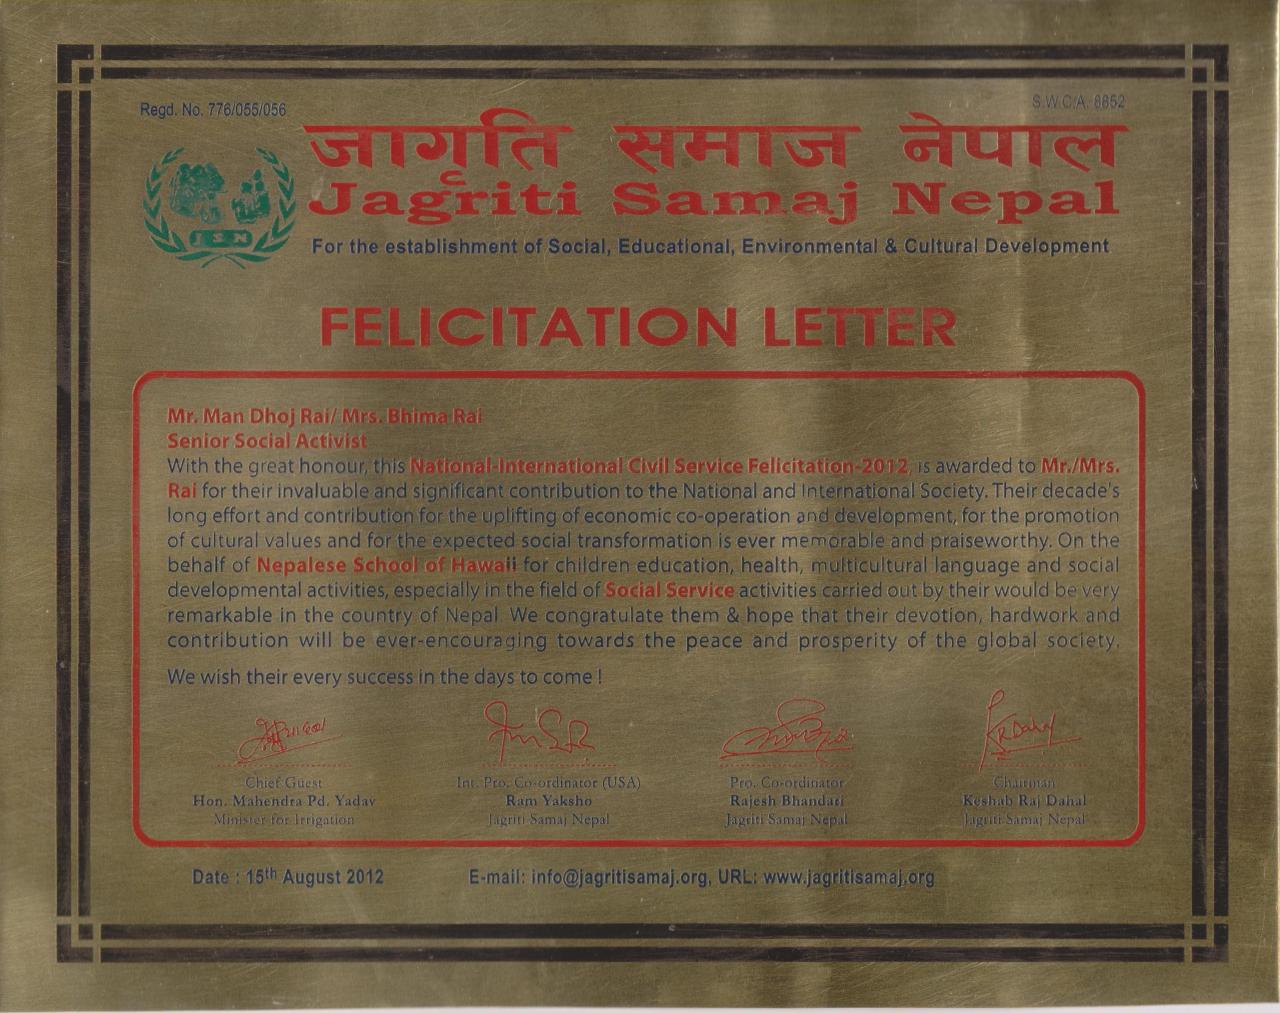 Regd. No. 776/055/056
S.W.C/A. 8852
जागृति समाज नेपाल
Jagriti Samaj Nepal
J S N
For the establishment of Social, Educational, Environmental & Cultural Development
FELICITATION LETTER
Mr. Man Dhoj Rai/ Mrs. Bhima Rai
Senior Social Activist
With the great honour, this National-International Civil Service Felicitation-2012, is awarded to Mr./Mrs.
Rai for their invaluable and significant contribution to the National and International Society. Their decade's
long effort and contribution for the uplifting of economic co-operation and development, for the promotion
of cultural values and for the expected social transformation is ever memorable and praiseworthy. On the
behalf of Nepalese School of Hawaii for children education, health, multicultural language and social
developmental activities, especially in the field of Social Service activities carried out by their would be very
remarkable in the country of Nepal. We congratulate them & hope that their devotion, hardwork and
contribution will be ever-encouraging towards the peace and prosperity of the global society.
We wish their every success in the days to come !
KRDahal
Chief Guest
Hon. Mahendra Pd. Yadav
Minister for Irrigation
Int. Pro. Co-ordinator (USA)
Ram Yaksho
Jagriti Samaj Nepal
Pro. Co-ordinator
Rajesh Bhandari
Jagriti Samaj Nepal
Chairman
Keshab Raj Dahal
Jagriti Samaj Nepal
Date : 15th August 2012
E-mail: info@jagritisamaj.org, URL: www.jagritisamaj.org